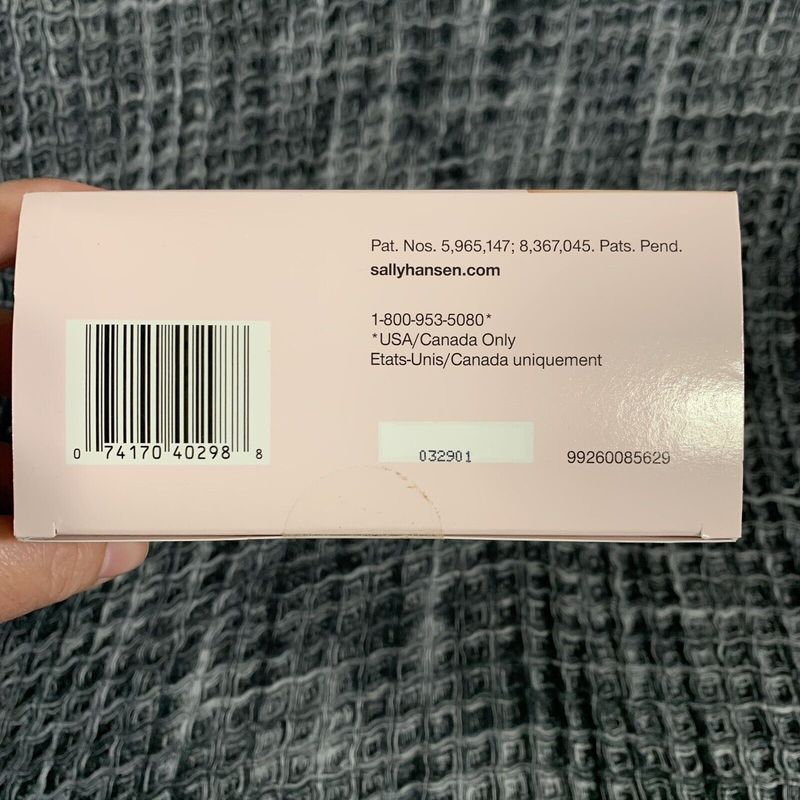 Pat. Nos. 5,965,147; 8,367,045. Pats. Pend.
sallyhansen.com
1-800-953-5080*
*USA/Canada Only
Etats-Unis/Canada uniquement
0 74170 40298 8
032901
99260085629